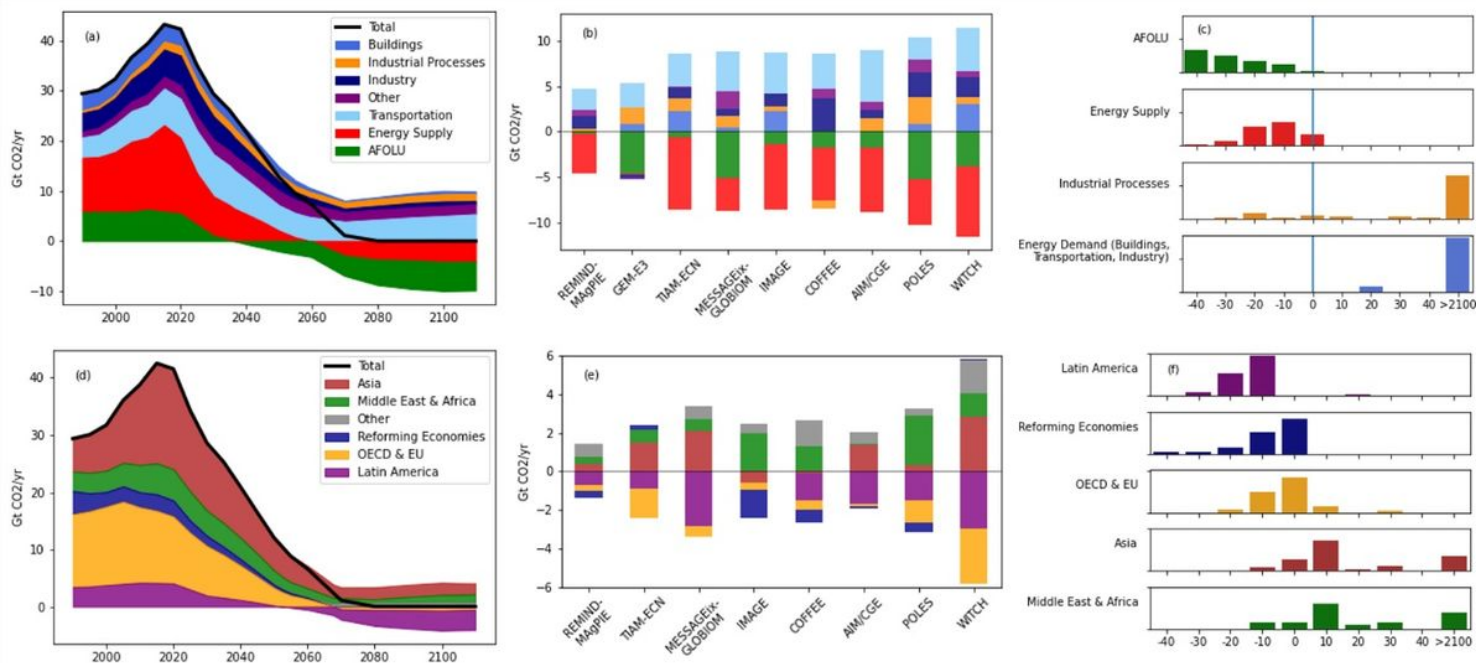 (a)
Total
Buildings
Industrial Processes
Industry
Other
Transportation
Energy Supply
AFOLU
Gt CO2/yr
40
30
20
10
0
−10
2000
2020
2040
2060
2080
2100
(b)
Gt CO2/yr
10
5
0
−5
−10
REMIND-
MAgPIE
GEM-E3
TIAM-ECN
MESSAGEix-
GLOBIOM
IMAGE
COFFEE
AIM/CGE
POLES
WITCH
(c)
AFOLU
Energy Supply
Industrial Processes
Energy Demand (Buildings,
Transportation, Industry)
-40 -30 -20 -10 0 10 20 30 40 >2100
(d)
Total
Asia
Middle East & Africa
Other
Reforming Economies
OECD & EU
Latin America
Gt CO2/yr
40
30
20
10
0
2000
2020
2040
2060
2080
2100
(e)
Gt CO2/yr
6
4
2
0
−2
−4
−6
REMIND-
MAgPIE
TIAM-ECN
MESSAGEix-
GLOBIOM
IMAGE
COFFEE
AIM/CGE
POLES
WITCH
(f)
Latin America
Reforming Economies
OECD & EU
Asia
Middle East & Africa
-40 -30 -20 -10 0 10 20 30 40 >2100